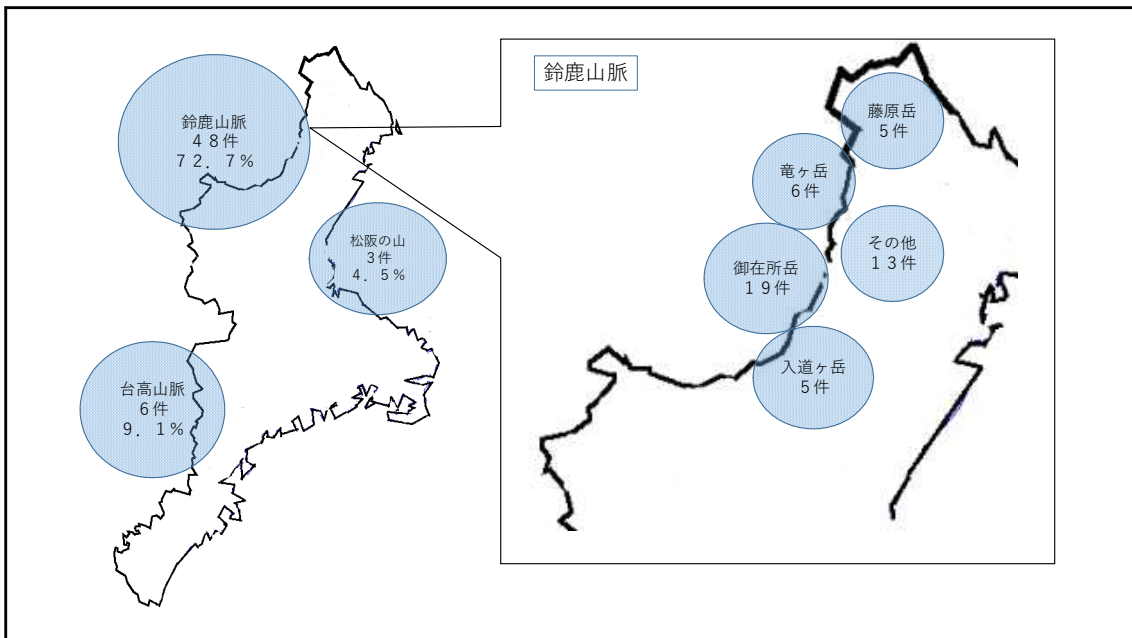 鈴鹿山脈
48件
72.7%
松阪の山
3件
4.5%
台高山脈
6件
9.1%
鈴鹿山脈
藤原岳
5件
竜ヶ岳
6件
その他
13件
御在所岳
19件
入道ヶ岳
5件